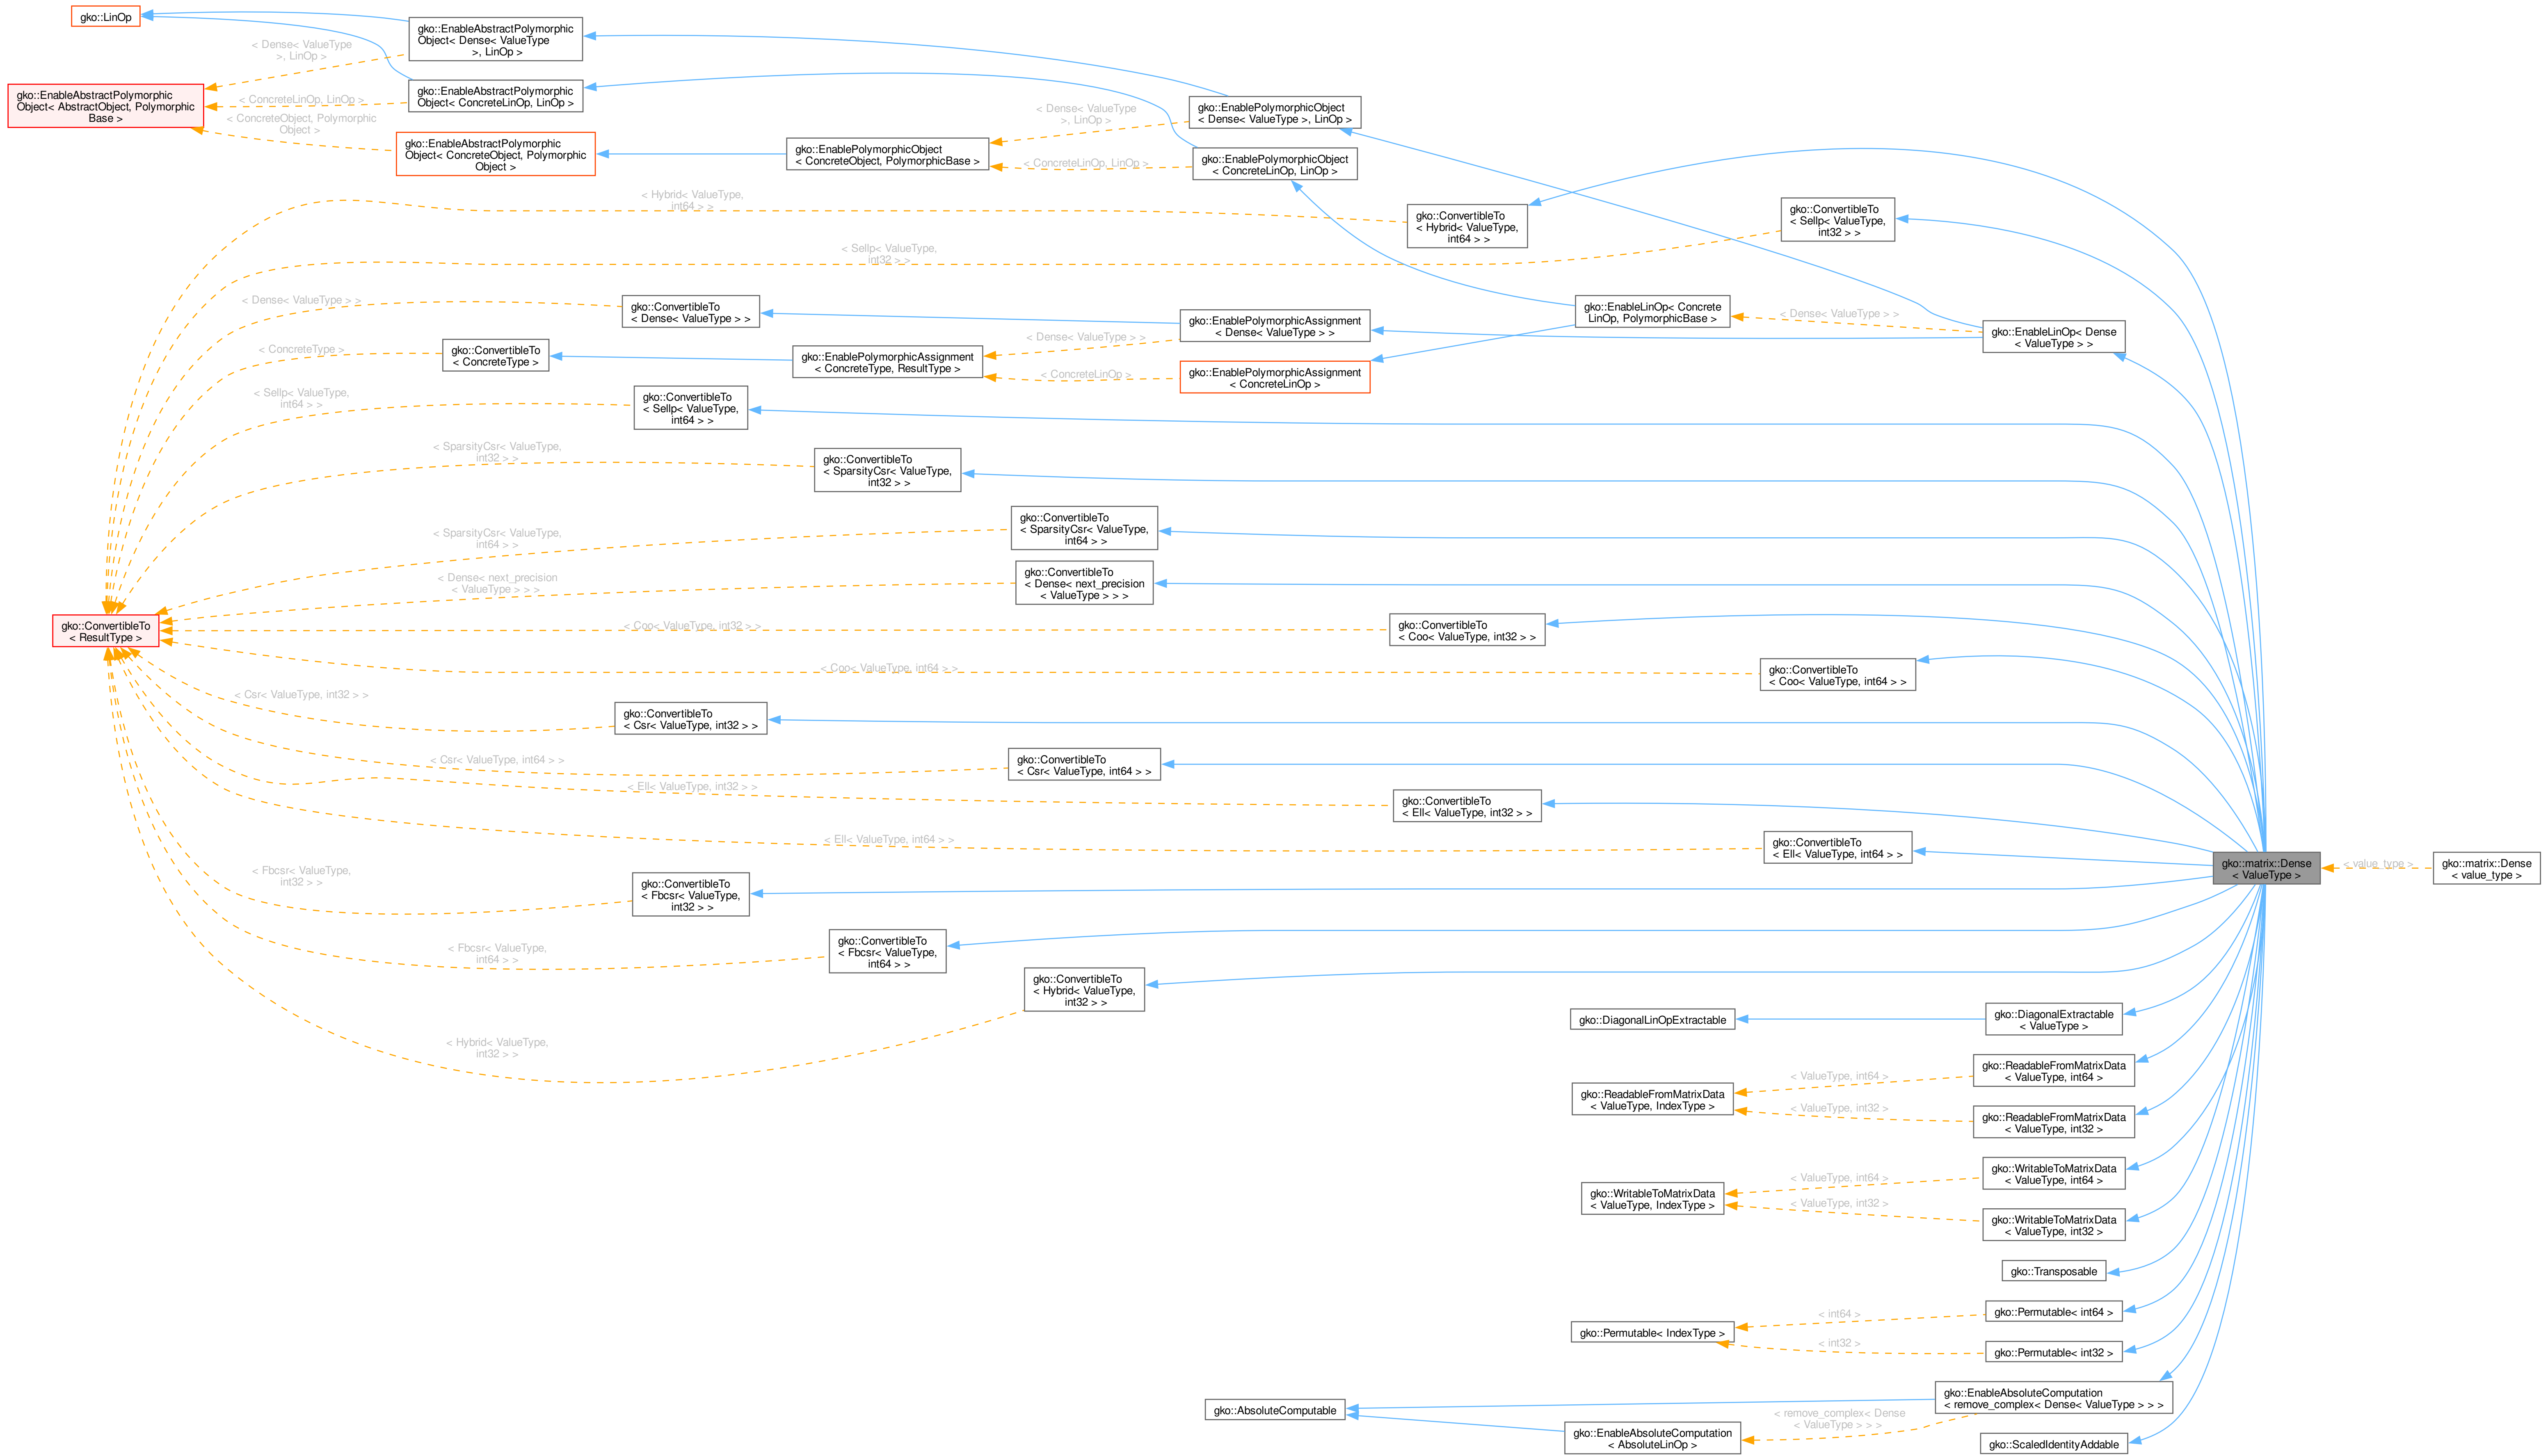 gko::LinOp
gko::EnableAbstractPolymorphic
Object< Dense< ValueType
>, LinOp >
< Dense< ValueType
>, LinOp >
gko::EnableAbstractPolymorphic
Object< AbstractObject, Polymorphic
Base >
gko::EnableAbstractPolymorphic
Object< ConcreteLinOp, LinOp >
< ConcreteLinOp, LinOp >
< ConcreteObject, Polymorphic
Object >
gko::EnableAbstractPolymorphic
Object< ConcreteObject, Polymorphic
Object >
gko::EnablePolymorphicObject
< ConcreteObject, PolymorphicBase >
< Dense< ValueType
>, LinOp >
< ConcreteLinOp, LinOp >
gko::EnablePolymorphicObject
< Dense< ValueType >, LinOp >
gko::EnablePolymorphicObject
< ConcreteLinOp, LinOp >
< Hybrid< ValueType,
int64 > >
gko::ConvertibleTo
< Hybrid< ValueType,
int64 > >
gko::ConvertibleTo
< Sellp< ValueType,
int32 > >
< Sellp< ValueType,
int32 > >
< Dense< ValueType > >
gko::ConvertibleTo
< Dense< ValueType > >
gko::EnablePolymorphicAssignment
< Dense< ValueType > >
gko::EnableLinOp< Concrete
LinOp, PolymorphicBase >
< Dense< ValueType > >
gko::EnableLinOp< Dense
< ValueType > >
< ConcreteType >
gko::ConvertibleTo
< ConcreteType >
gko::EnablePolymorphicAssignment
< ConcreteType, ResultType >
< Dense< ValueType > >
< ConcreteLinOp >
gko::EnablePolymorphicAssignment
< ConcreteLinOp >
< Sellp< ValueType,
int64 > >
gko::ConvertibleTo
< Sellp< ValueType,
int64 > >
< SparsityCsr< ValueType,
int32 > >
gko::ConvertibleTo
< SparsityCsr< ValueType,
int32 > >
< SparsityCsr< ValueType,
int64 > >
gko::ConvertibleTo
< SparsityCsr< ValueType,
int64 > >
< Dense< next_precision
< ValueType > > >
gko::ConvertibleTo
< Dense< next_precision
< ValueType > > >
gko::ConvertibleTo
< ResultType >
< Coo< ValueType, int32 > >
gko::ConvertibleTo
< Coo< ValueType, int32 > >
< Coo< ValueType, int64 > >
gko::ConvertibleTo
< Coo< ValueType, int64 > >
< Csr< ValueType, int32 > >
gko::ConvertibleTo
< Csr< ValueType, int32 > >
< Csr< ValueType, int64 > >
gko::ConvertibleTo
< Csr< ValueType, int64 > >
< Ell< ValueType, int32 > >
gko::ConvertibleTo
< Ell< ValueType, int32 > >
< Ell< ValueType, int64 > >
gko::ConvertibleTo
< Ell< ValueType, int64 > >
gko::matrix::Dense
< ValueType >
< value_type >
gko::matrix::Dense
< value_type >
< Fbcsr< ValueType,
int32 > >
gko::ConvertibleTo
< Fbcsr< ValueType,
int32 > >
< Fbcsr< ValueType,
int64 > >
gko::ConvertibleTo
< Fbcsr< ValueType,
int64 > >
< Hybrid< ValueType,
int32 > >
gko::ConvertibleTo
< Hybrid< ValueType,
int32 > >
gko::DiagonalLinOpExtractable
gko::DiagonalExtractable
< ValueType >
gko::ReadableFromMatrixData
< ValueType, IndexType >
< ValueType, int64 >
< ValueType, int32 >
gko::ReadableFromMatrixData
< ValueType, int64 >
gko::ReadableFromMatrixData
< ValueType, int32 >
gko::WritableToMatrixData
< ValueType, IndexType >
< ValueType, int64 >
< ValueType, int32 >
gko::WritableToMatrixData
< ValueType, int64 >
gko::WritableToMatrixData
< ValueType, int32 >
gko::Transposable
gko::Permutable< IndexType >
< int64 >
< int32 >
gko::Permutable< int64 >
gko::Permutable< int32 >
gko::AbsoluteComputable
gko::EnableAbsoluteComputation
< AbsoluteLinOp >
< remove_complex< Dense
< ValueType > > >
gko::EnableAbsoluteComputation
< remove_complex< Dense< ValueType > > >
gko::ScaledIdentityAddable